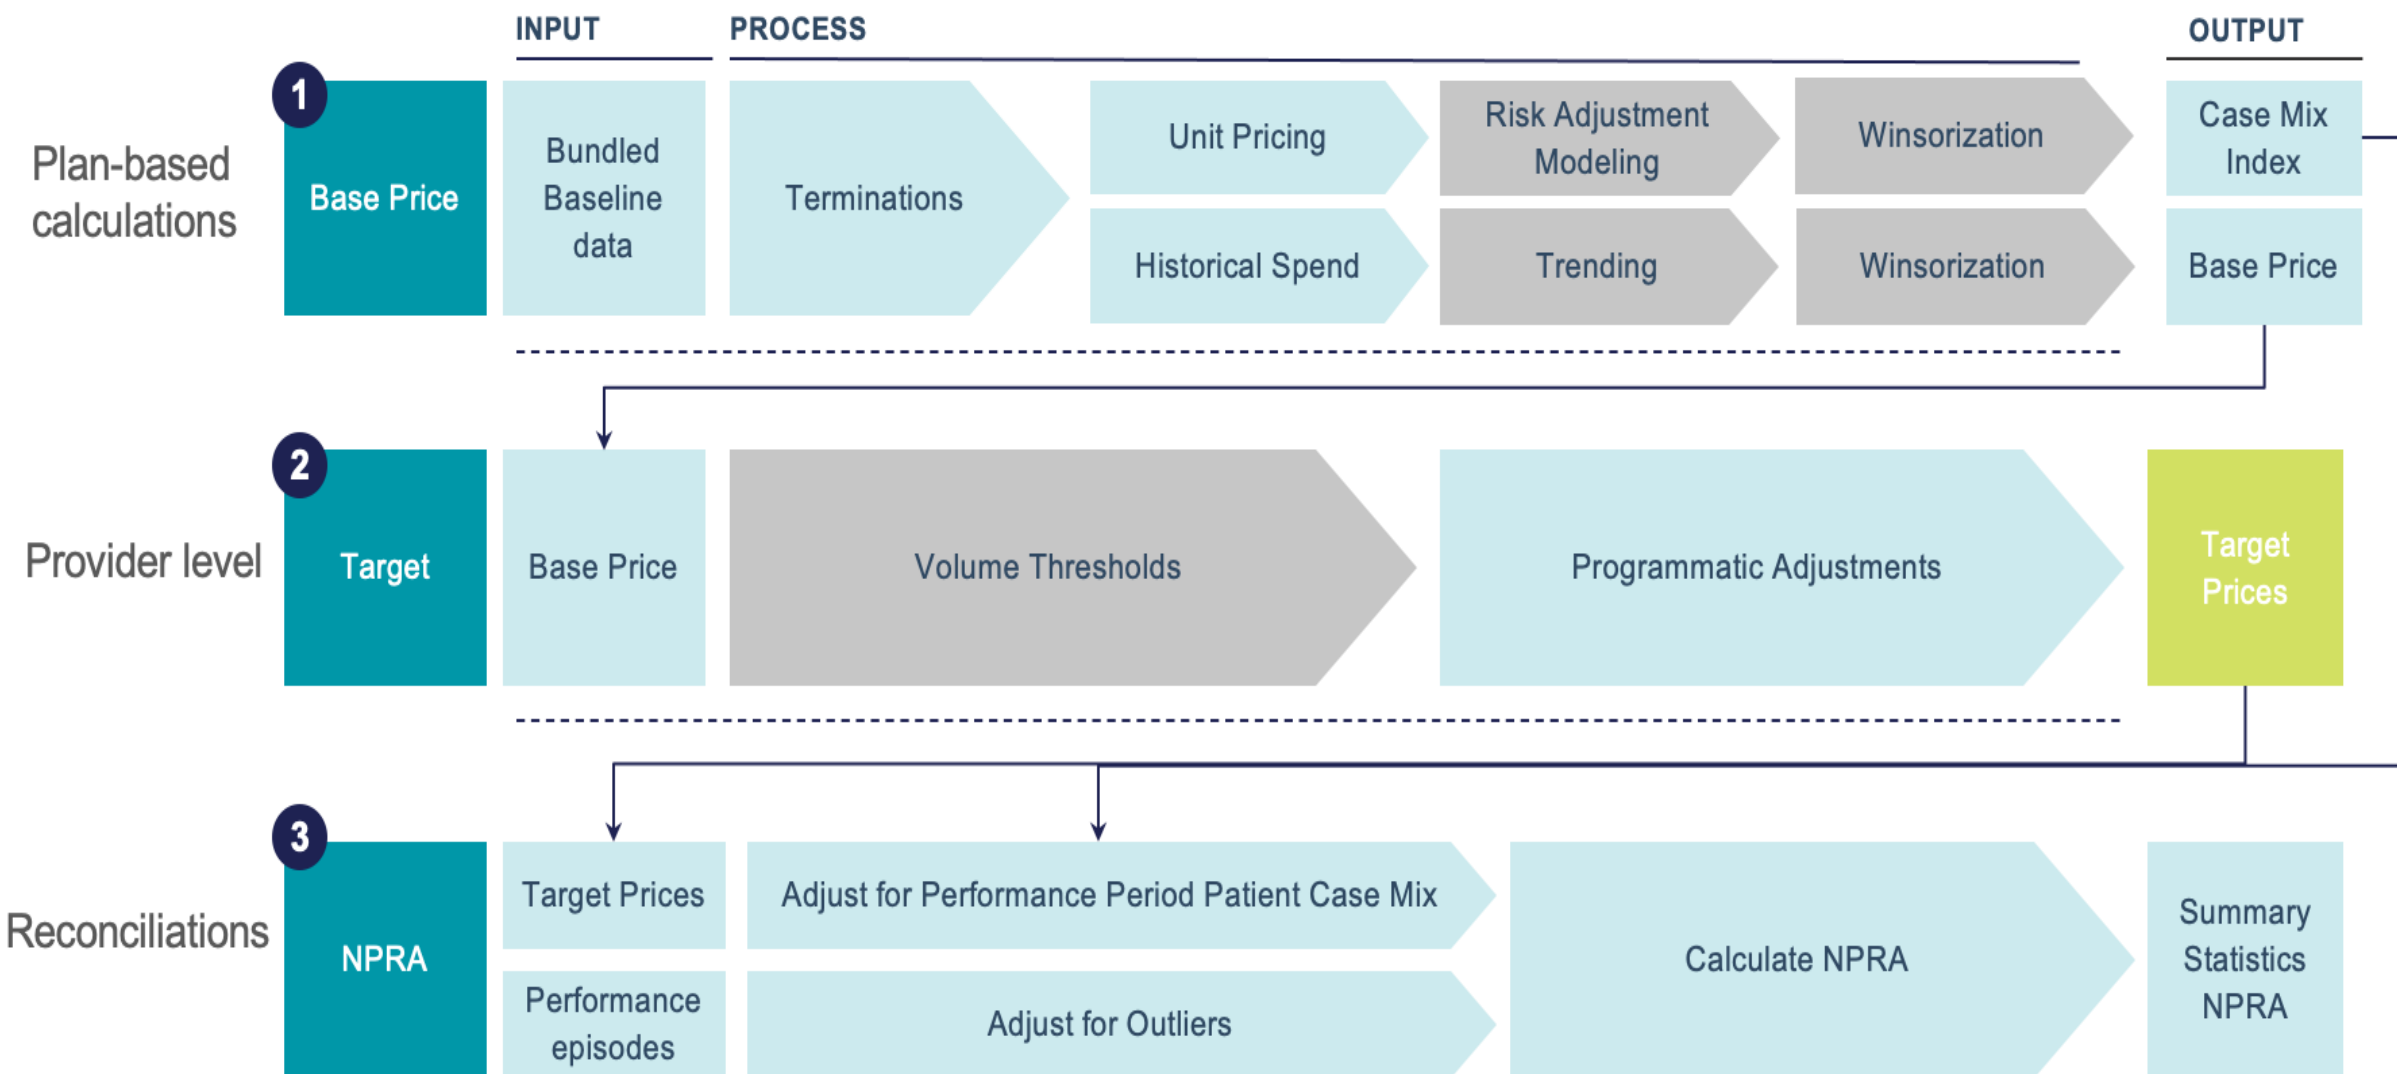 INPUT
PROCESS
OUTPUT
Plan-based
calculations
1
Base Price
Bundled
Baseline
data
Terminations
Unit Pricing
Risk Adjustment
Modeling
Winsorization
Case Mix
Index
Historical Spend
Trending
Winsorization
Base Price
Provider level
2
Target
Base Price
Volume Thresholds
Programmatic Adjustments
Target
Prices
Reconciliations
3
NPRA
Target Prices
Adjust for Performance Period Patient Case Mix
Performance
episodes
Adjust for Outliers
Calculate NPRA
Summary
Statistics
NPRA